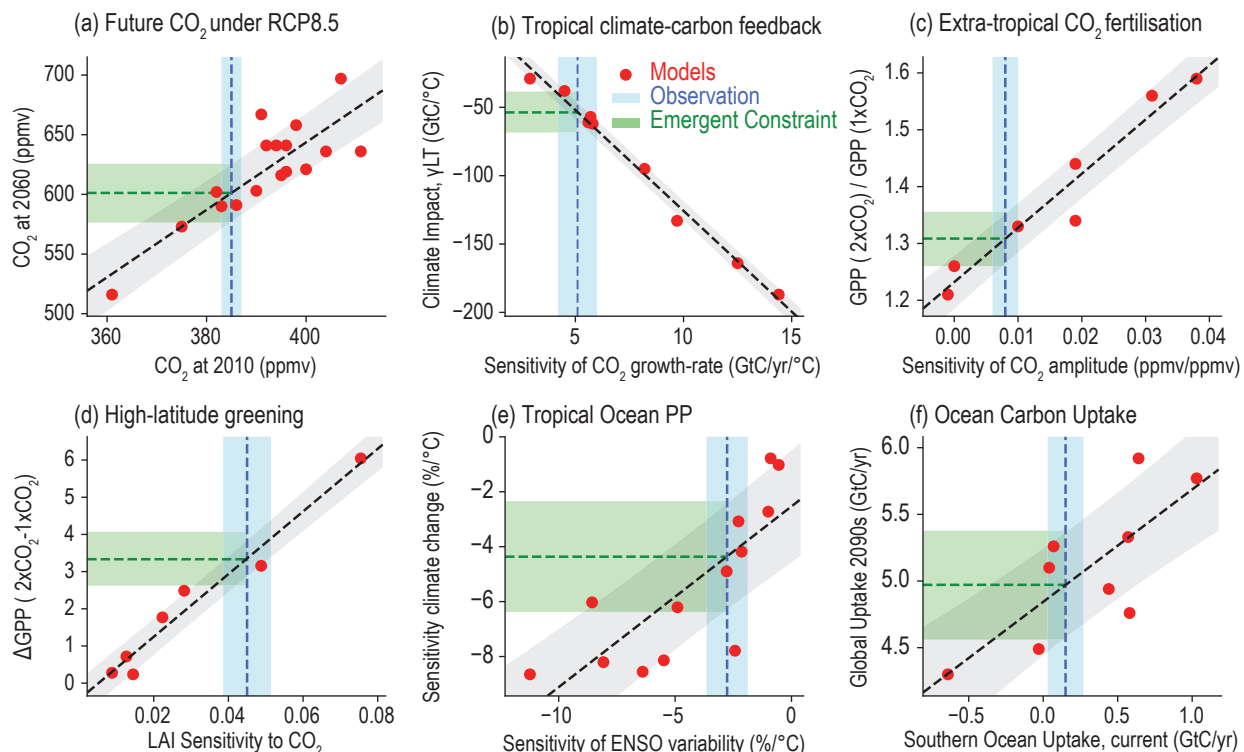 (a) Future CO₂ under RCP8.5
700
650
600
550
500
CO₂ at 2060 (ppmv)
360
380
400
CO₂ at 2010 (ppmv)
(b) Tropical climate-carbon feedback
Models
Observation
Emergent Constraint
−50
−100
−150
−200
Climate Impact, γLT (GtC/°C)
5
10
15
Sensitivity of CO₂ growth-rate (GtC/yr/°C)
(c) Extra-tropical CO₂ fertilisation
1.6
1.5
1.4
1.3
1.2
GPP ( 2xCO₂) / GPP (1xCO₂)
0.00
0.01
0.02
0.03
0.04
Sensitivity of CO₂ amplitude (ppmv/ppmv)
(d) High-latitude greening
6
5
4
3
2
1
0
ΔGPP ( 2xCO₂-1xCO₂)
0.02
0.04
0.06
0.08
LAI Sensitivity to CO₂
(e) Tropical Ocean PP
0
−2
−4
−6
−8
Sensitivity climate change (%/°C)
−10
−5
0
Sensitivity of ENSO variability (%/°C)
(f) Ocean Carbon Uptake
6.0
5.5
5.0
4.5
Global Uptake 2090s (GtC/yr)
−0.5
0.0
0.5
1.0
Southern Ocean Uptake, current (GtC/yr)